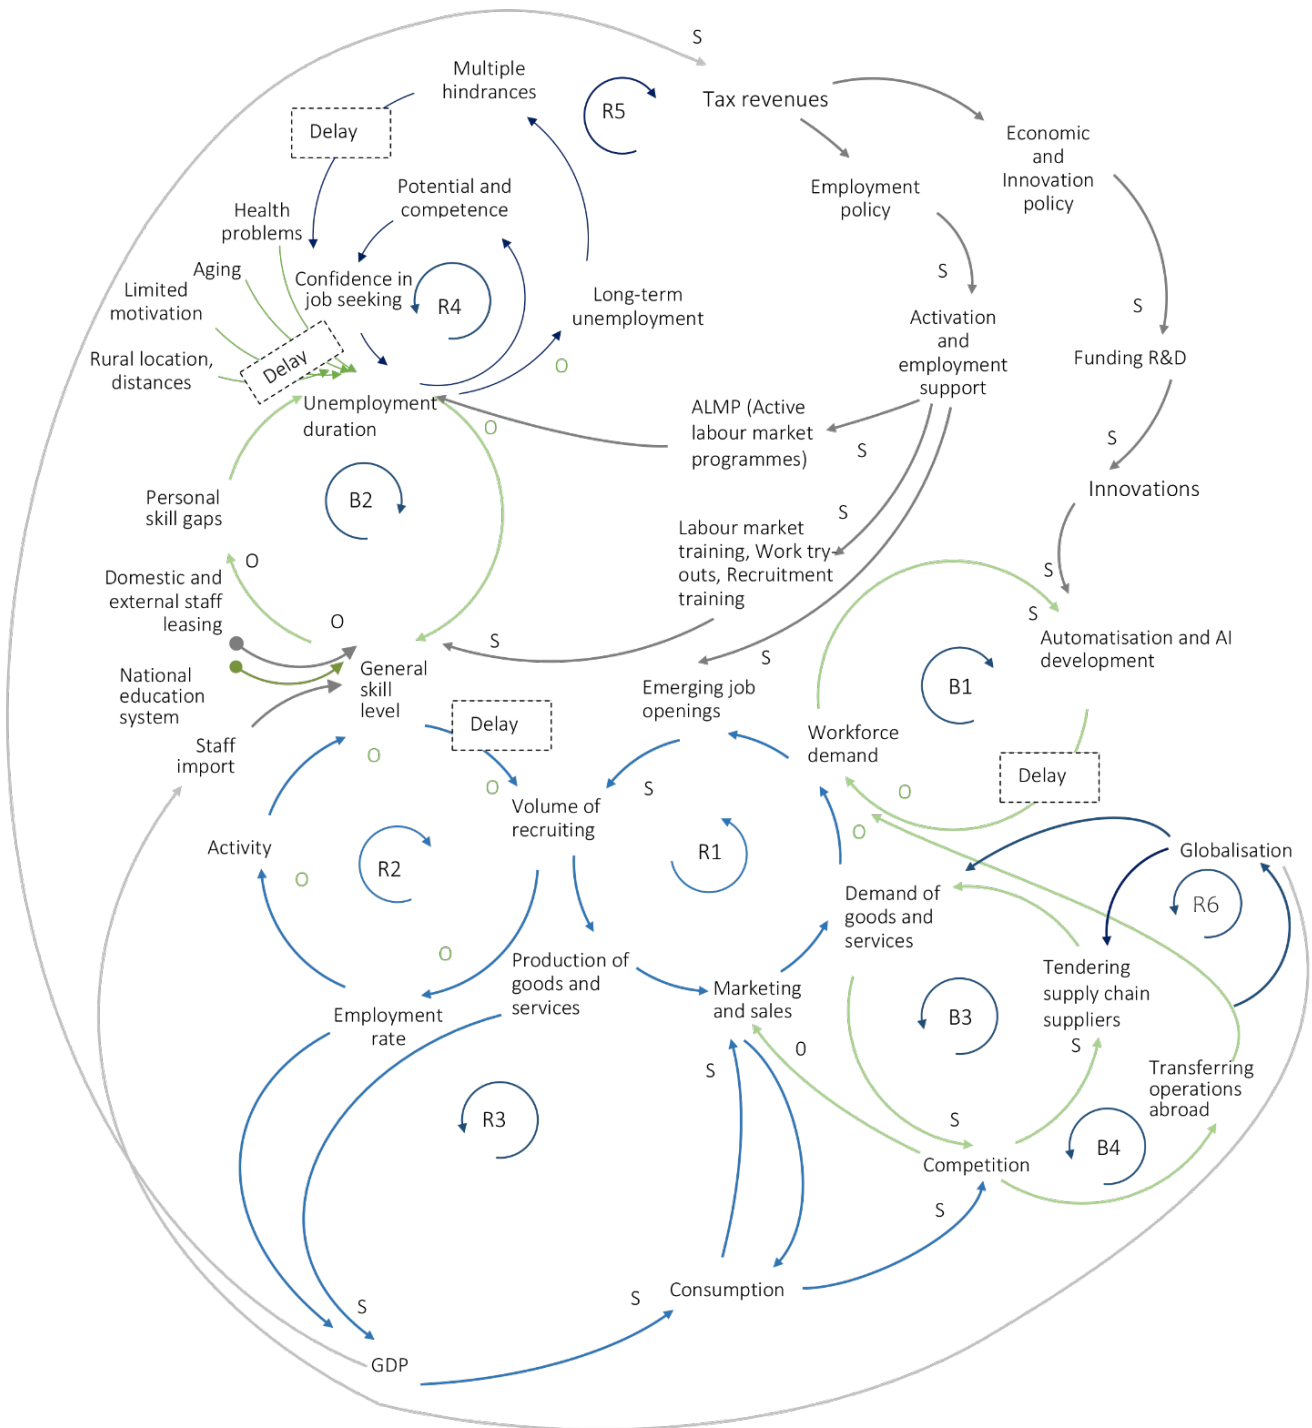 S
Multiple
hindrances
R5
Tax revenues
Delay
Economic
and
Innovation
policy
Potential and
competence
Employment
policy
Health
problems
Aging
Confidence in
job seeking
R4
S
Limited
motivation
Long-term
unemployment
S
Activation
and
employment
support
Rural location,
distances
Delay
O
Funding R&D
Unemployment
duration
O
ALMP (Active
labour market
programmes)
S
S
Innovations
B2
Personal
skill gaps
S
Labour market
training, Work try-
outs, Recruitment
training
O
S
Domestic and
external staff
leasing
O
S
S
Automatisation and AI
development
S
National
education
system
General
skill
level
Emerging job
openings
B1
Delay
Workforce
demand
Staff
import
O
Delay
O
S
O
Volume of
recruiting
O
Activity
R2
R1
Globalisation
O
Demand of
goods and
services
R6
O
Production of
goods and
services
Marketing
and sales
Tendering
supply chain
suppliers
Employment
rate
B3
S
0
S
Transferring
operations
abroad
R3
S
B4
Competition
S
Consumption
S
S
GDP